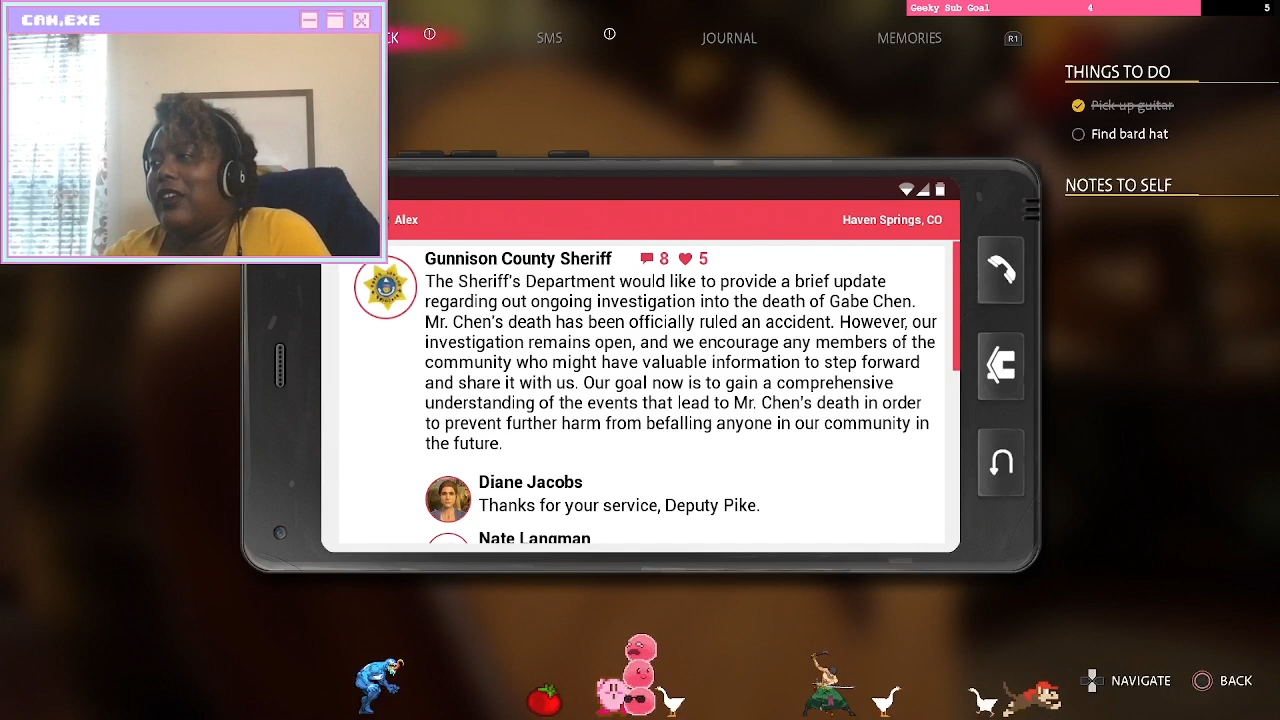 CAM.EXE
Geeky Sub Goal 4 5
CK SMS JOURNAL MEMORIES R1
THINGS TO DO
Pick up guitar
Find bard hat
NOTES TO SELF
Alex Haven Springs, CO
Gunnison County Sheriff 8 5
The Sheriff's Department would like to provide a brief update
regarding out ongoing investigation into the death of Gabe Chen.
Mr. Chen's death has been officially ruled an accident. However, our
investigation remains open, and we encourage any members of the
community who might have valuable information to step forward
and share it with us. Our goal now is to gain a comprehensive
understanding of the events that lead to Mr. Chen's death in order
to prevent further harm from befalling anyone in our community in
the future.
Diane Jacobs
Thanks for your service, Deputy Pike.
Nate Langman
NAVIGATE BACK